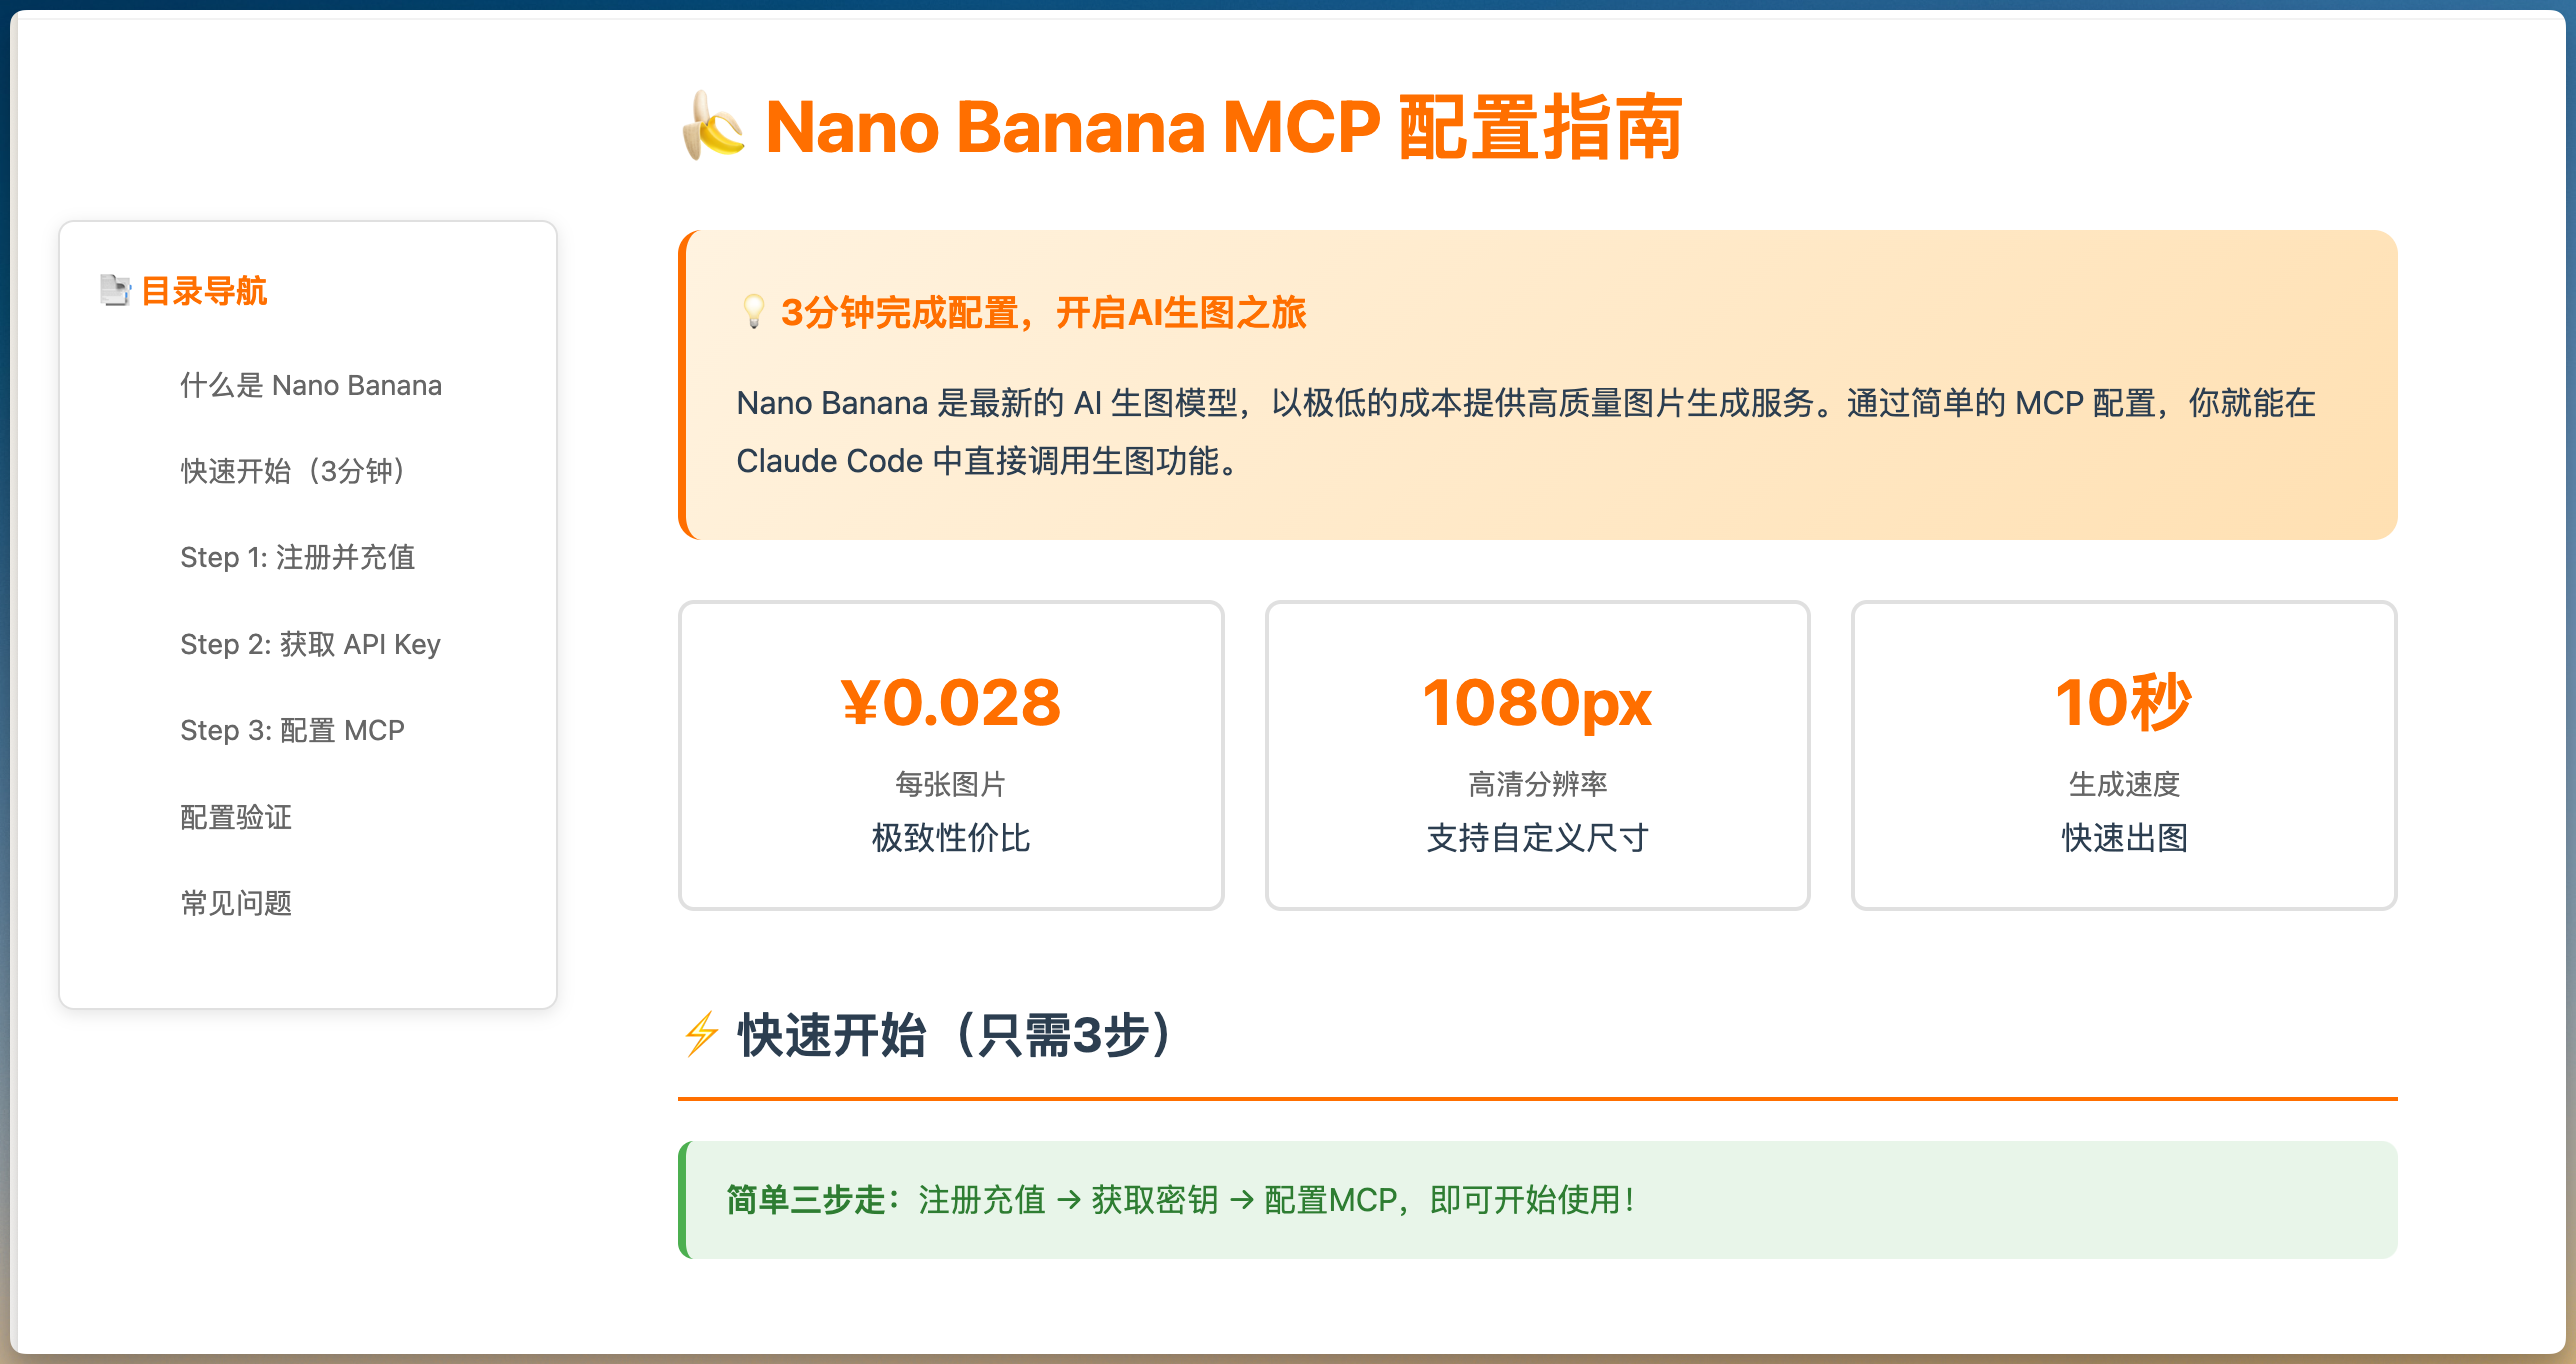 Nano Banana MCP 配置指南
目录导航
什么是 Nano Banana
快速开始（3分钟）
Step 1: 注册并充值
Step 2: 获取 API Key
Step 3: 配置 MCP
配置验证
常见问题
3分钟完成配置，开启AI生图之旅
Nano Banana 是最新的 AI 生图模型，以极低的成本提供高质量图片生成服务。通过简单的 MCP 配置，你就能在
Claude Code 中直接调用生图功能。
¥0.028
每张图片
极致性价比
1080px
高清分辨率
支持自定义尺寸
10秒
生成速度
快速出图
快速开始（只需3步）
简单三步走：注册充值 → 获取密钥 → 配置MCP，即可开始使用！